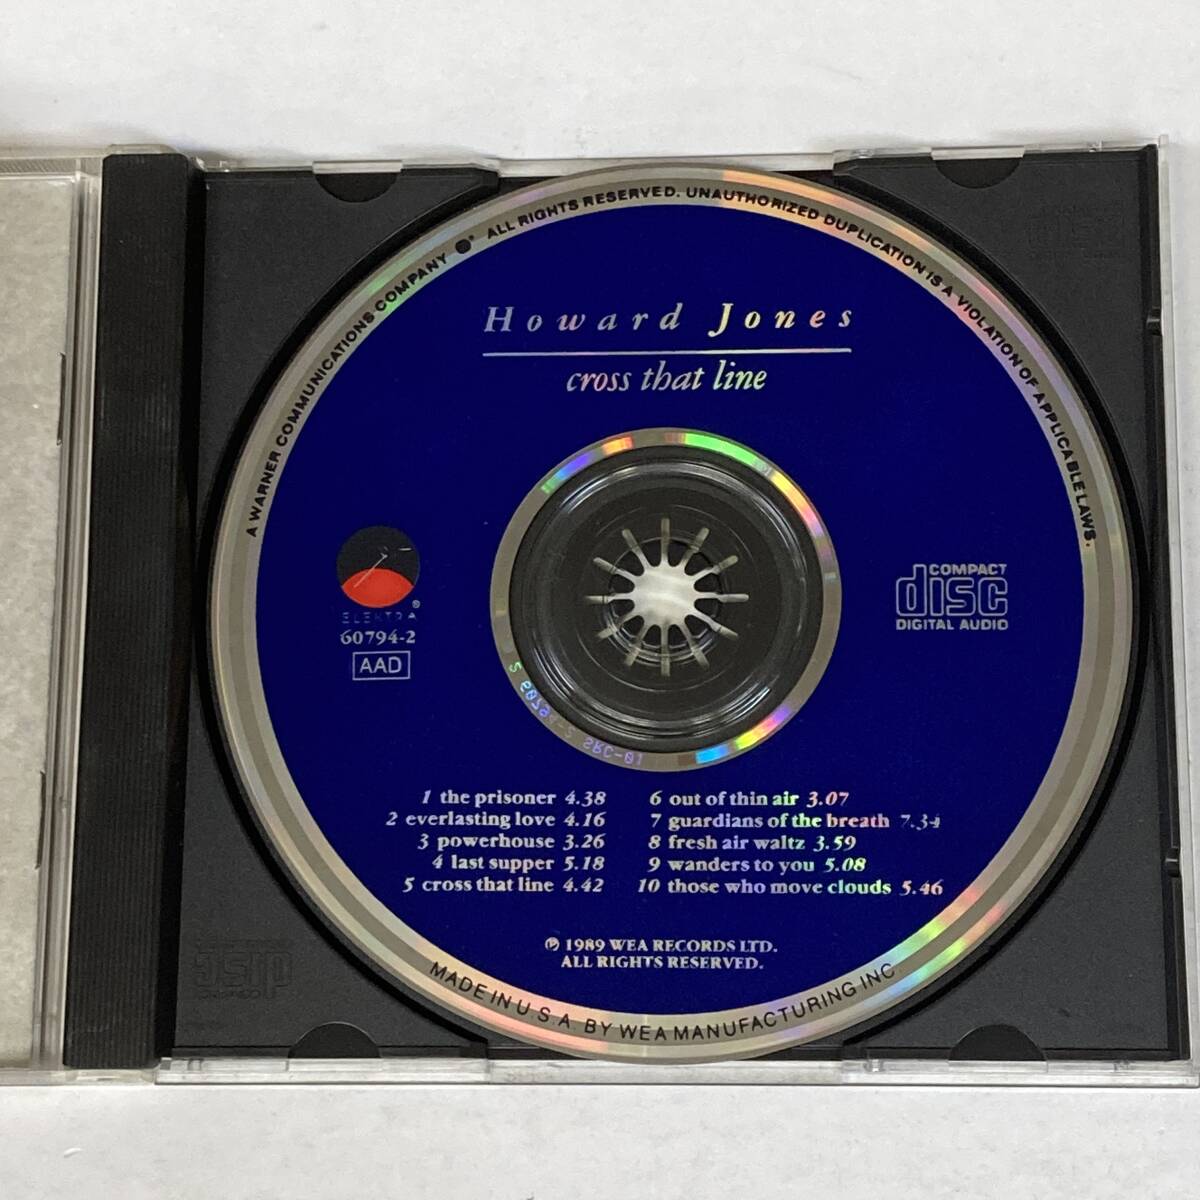 A WARNER COMMUNICATIONS COMPANY ® ALL RIGHTS RESERVED. UNAUTHORIZED DUPLICATION IS A VIOLATION OF APPLICABLE LAWS.
Howard Jones
cross that line
ELEKTRA ®
60794-2
AAD
COMPACT
disc
DIGITAL AUDIO
SRC-01
1 the prisoner 4.38
2 everlasting love 4.16
3 powerhouse 3.26
4 last supper 5.18
5 cross that line 4.42
6 out of thin air 3.07
7 guardians of the breath 7.34
8 fresh air waltz 3.59
9 wanders to you 5.08
10 those who move clouds 5.46
℗ 1989 WEA RECORDS LTD.
ALL RIGHTS RESERVED.
MADE IN U.S.A. BY WEA MANUFACTURING INC.
disc